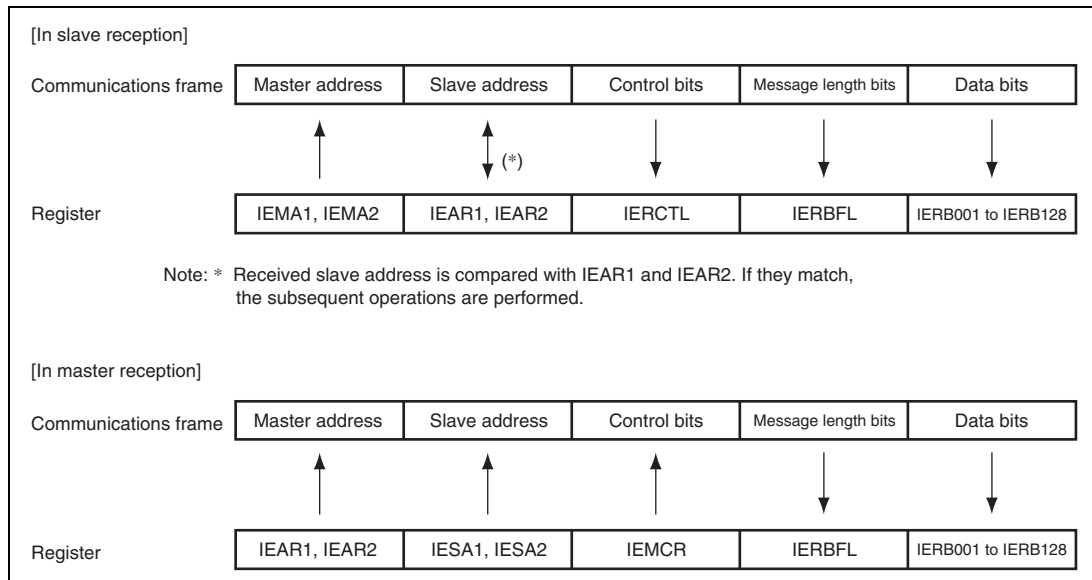 [In slave reception]
Communications frame Master address Slave address Control bits Message length bits Data bits
(*)
Register IEMA1, IEMA2 IEAR1, IEAR2 IERCTL IERBFL IERB001 to IERB128
Note: * Received slave address is compared with IEAR1 and IEAR2. If they match,
the subsequent operations are performed.
[In master reception]
Communications frame Master address Slave address Control bits Message length bits Data bits
Register IEAR1, IEAR2 IESA1, IESA2 IEMCR IERBFL IERB001 to IERB128